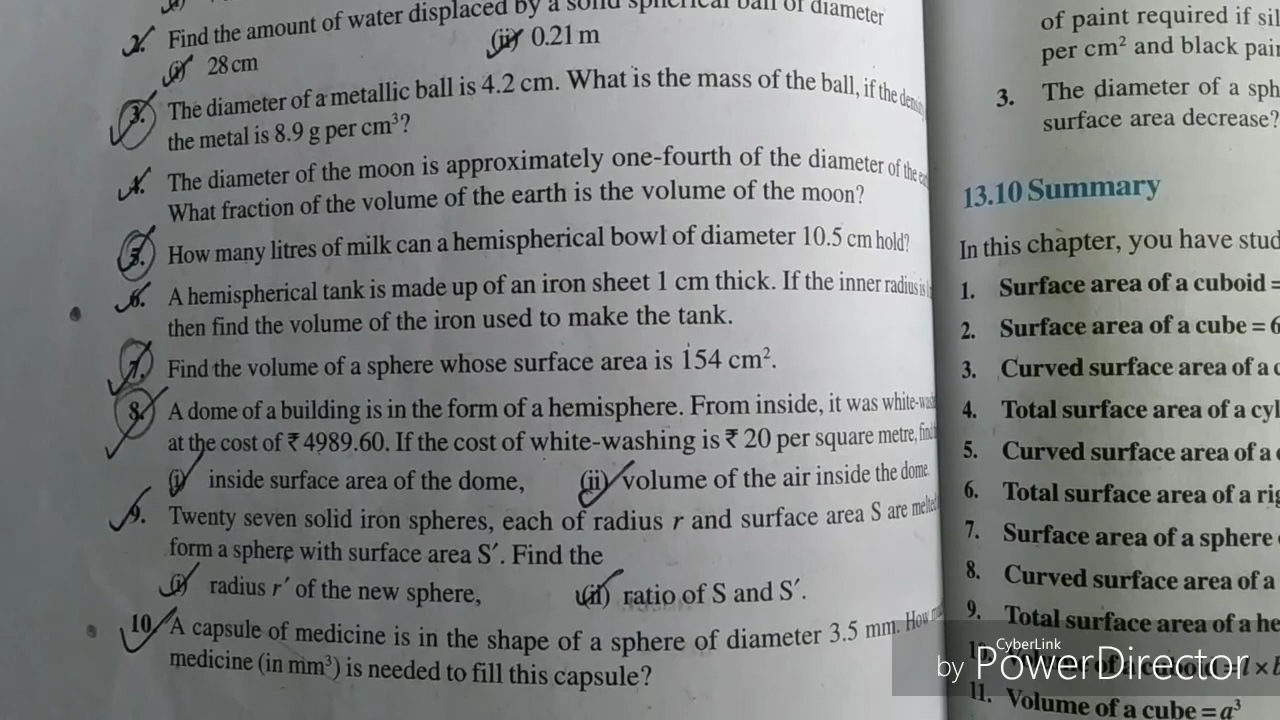 2. Find the amount of water displaced by a solid spherical ball of diameter
(i) 28 cm (ii) 0.21 m
3. The diameter of a metallic ball is 4.2 cm. What is the mass of the ball, if the
the metal is 8.9 g per cm³?
4. The diameter of the moon is approximately one-fourth of the diameter of the
What fraction of the volume of the earth is the volume of the moon?
5. How many litres of milk can a hemispherical bowl of diameter 10.5 cm hold?
6. A hemispherical tank is made up of an iron sheet 1 cm thick. If the inner radius is
then find the volume of the iron used to make the tank.
7. Find the volume of a sphere whose surface area is 154 cm².
8. A dome of a building is in the form of a hemisphere. From inside, it was white-
at the cost of ₹ 4989.60. If the cost of white-washing is ₹ 20 per square metre, find
(i) inside surface area of the dome, (ii) volume of the air inside the dome.
9. Twenty seven solid iron spheres, each of radius r and surface area S are melted
form a sphere with surface area S′. Find the
(i) radius r′ of the new sphere, (ii) ratio of S and S′.
10. A capsule of medicine is in the shape of a sphere of diameter 3.5 mm. How
medicine (in mm³) is needed to fill this capsule?
of paint required if sil
per cm² and black pai
3. The diameter of a sph
surface area decrease?
13.10 Summary
In this chapter, you have stud
1. Surface area of a cuboid =
2. Surface area of a cube = 6
3. Curved surface area of a
4. Total surface area of a cyl
5. Curved surface area of a
6. Total surface area of a rig
7. Surface area of a sphere
8. Curved surface area of a
9. Total surface area of a he
11. Volume of a cube = a³
CyberLink
by PowerDirector